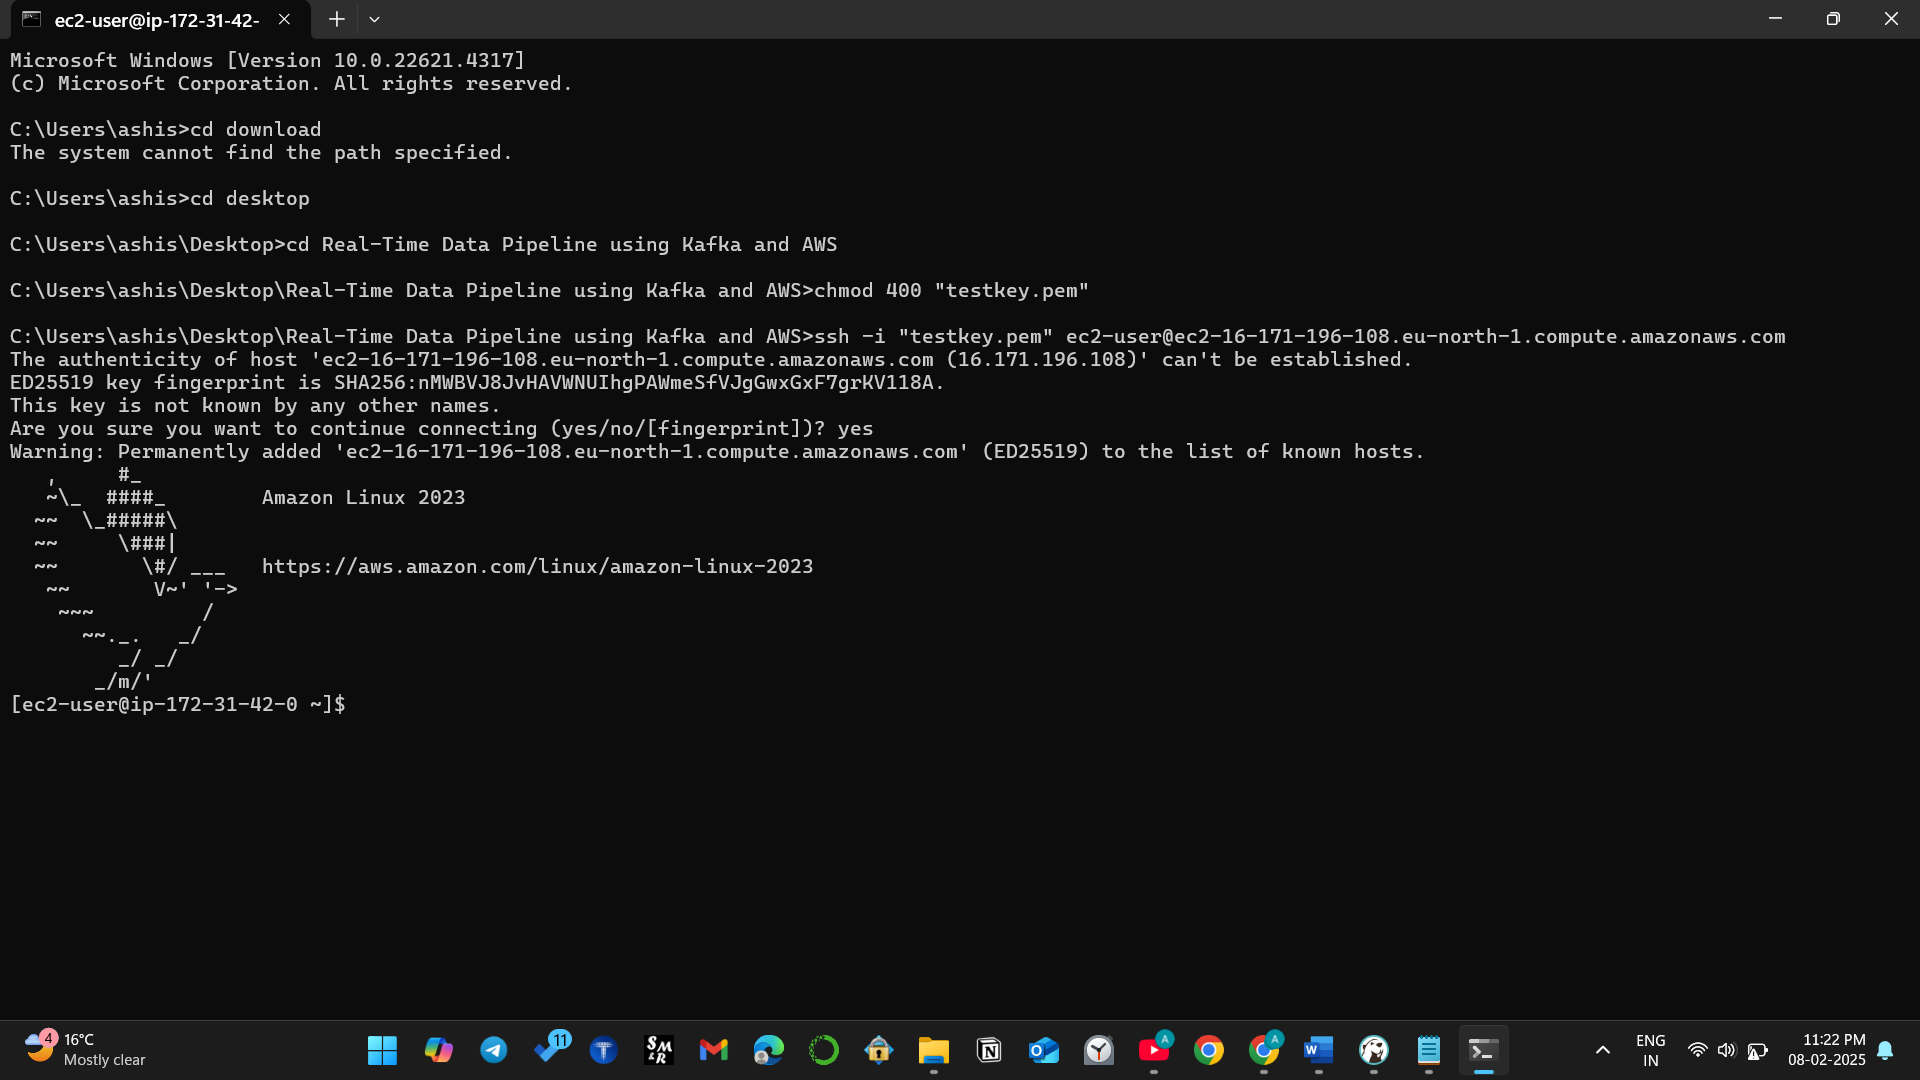 ec2-user@ip-172-31-42-
Microsoft Windows [Version 10.0.22621.4317]
(c) Microsoft Corporation. All rights reserved.
C:\Users\ashis>cd download
The system cannot find the path specified.
C:\Users\ashis>cd desktop
C:\Users\ashis\Desktop>cd Real-Time Data Pipeline using Kafka and AWS
C:\Users\ashis\Desktop\Real-Time Data Pipeline using Kafka and AWS>chmod 400 "testkey.pem"
C:\Users\ashis\Desktop\Real-Time Data Pipeline using Kafka and AWS>ssh -i "testkey.pem" ec2-user@ec2-16-171-196-108.eu-north-1.compute.amazonaws.com
The authenticity of host 'ec2-16-171-196-108.eu-north-1.compute.amazonaws.com (16.171.196.108)' can't be established.
ED25519 key fingerprint is SHA256:nMWBVJ8JvHAVWNUIhgPAWmeSfVJgGwxGxF7grKV118A.
This key is not known by any other names.
Are you sure you want to continue connecting (yes/no/[fingerprint])? yes
Warning: Permanently added 'ec2-16-171-196-108.eu-north-1.compute.amazonaws.com' (ED25519) to the list of known hosts.
   ,     #_
   ~\_  ####_        Amazon Linux 2023
  ~~  \_#####\
  ~~     \###|
  ~~       \#/ ___   https://aws.amazon.com/linux/amazon-linux-2023
   ~~       V~' '->
    ~~~         /
      ~~._.   _/
         _/ _/
       _/m/'
[ec2-user@ip-172-31-42-0 ~]$
4
16°C
Mostly clear
11
T
SM
&R
N
O
A
A
W
ENG
IN
11:22 PM
08-02-2025